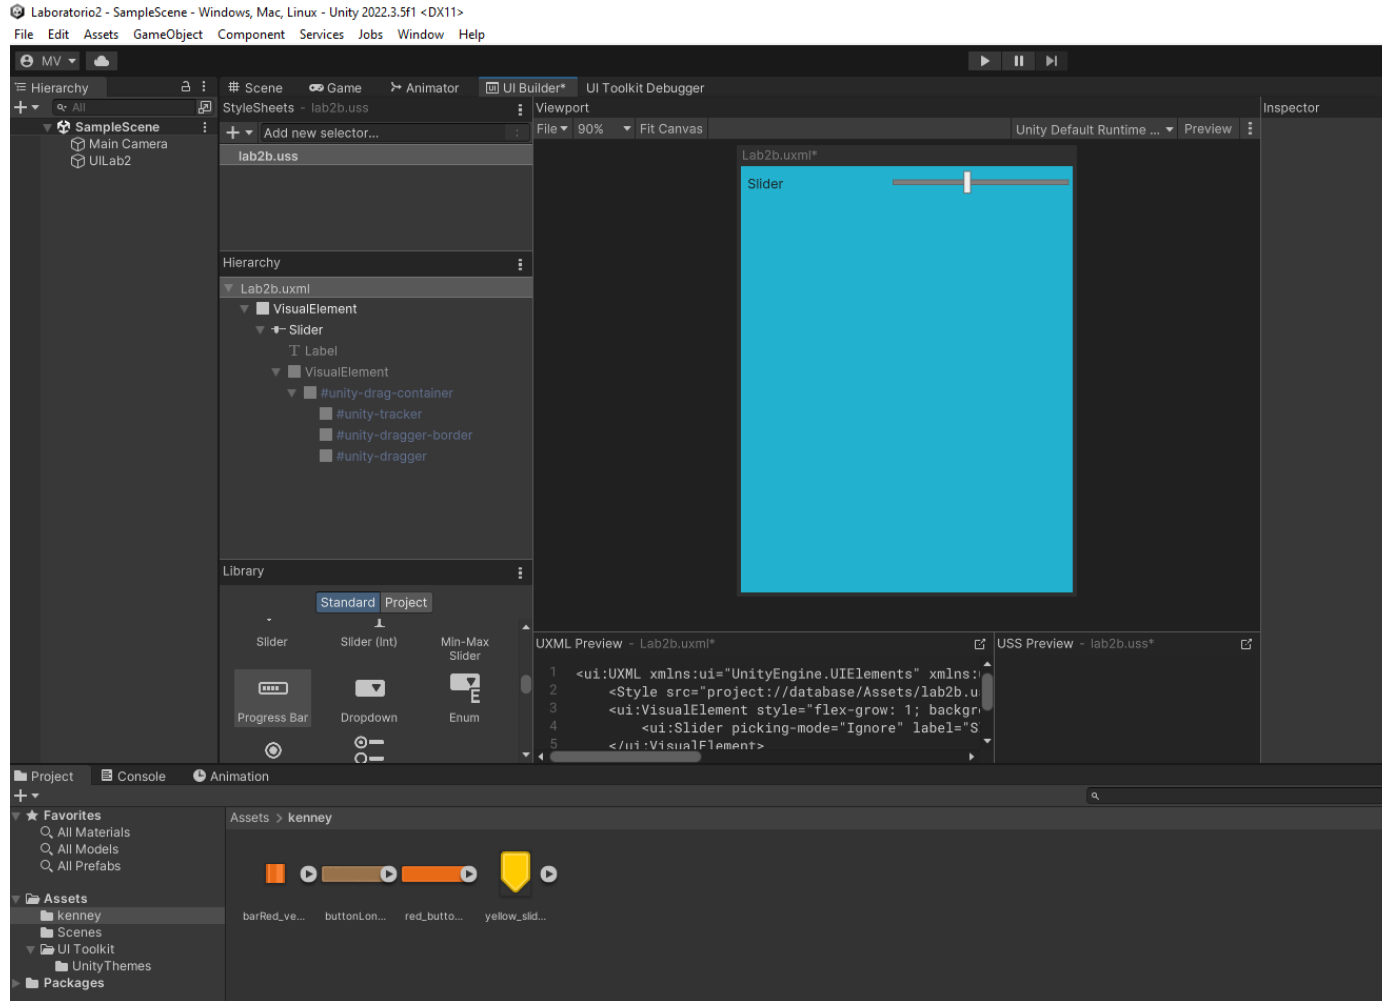 Laboratorio2 - SampleScene - Windows, Mac, Linux - Unity 2022.3.5f1 <DX11>
File Edit Assets GameObject Component Services Jobs Window Help
MV
Hierarchy
All
SampleScene
Main Camera
UILab2
Scene Game Animator UI Builder* UI Toolkit Debugger
StyleSheets - lab2b.uss
Add new selector...
lab2b.uss
Hierarchy
Lab2b.uxml
VisualElement
Slider
Label
VisualElement
#unity-drag-container
#unity-tracker
#unity-dragger-border
#unity-dragger
Library
Standard Project
Slider Slider (Int) Min-Max Slider
Progress Bar Dropdown Enum
Viewport
File 90% Fit Canvas Unity Default Runtime ... Preview
Lab2b.uxml*
Slider
UXML Preview - Lab2b.uxml*
1 <ui:UXML xmlns:ui="UnityEngine.UIElements" xmlns:
2 <Style src="project://database/Assets/lab2b.u
3 <ui:VisualElement style="flex-grow: 1; backgr
4 <ui:Slider picking-mode="Ignore" label="S
5 </ui:VisualElement>
USS Preview - lab2b.uss*
Inspector
Project Console Animation
Favorites
All Materials
All Models
All Prefabs
Assets
kenney
Scenes
UI Toolkit
UnityThemes
Packages
Assets > kenney
barRed_ve... buttonLon... red_butto... yellow_slid...